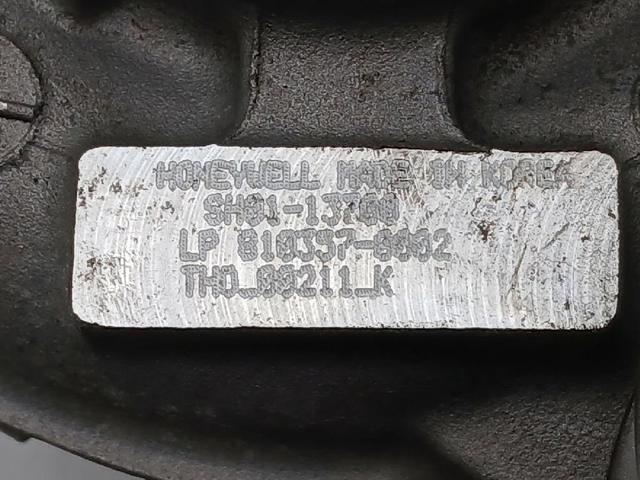 HONEYWELL MADE IN KOREA
SH01-13700
LP 810357-0002
THO_00211_K